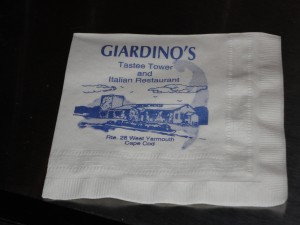 GIARDINO'S
Tastee Tower
and
Italian Restaurant
Rte. 28 West Yarmouth
Cape Cod